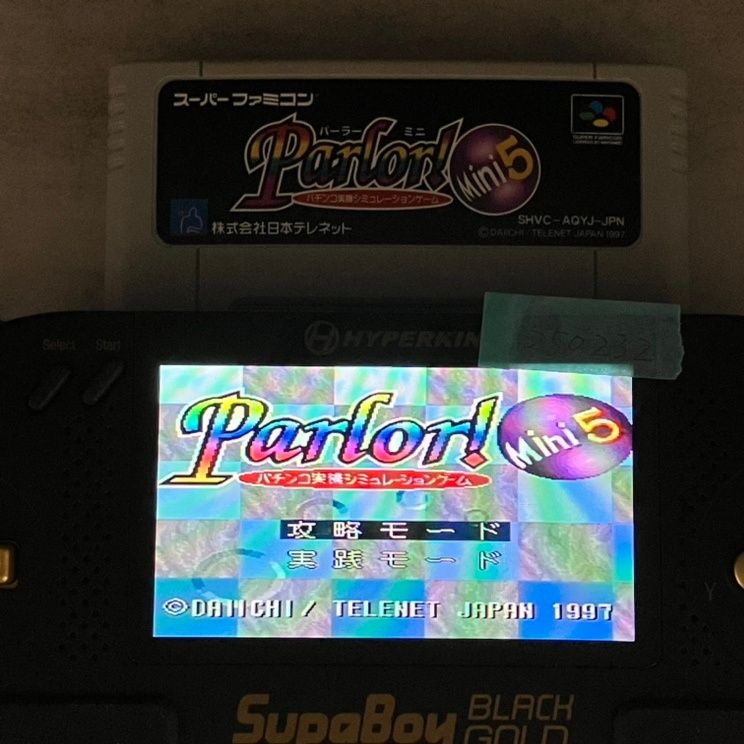 スーパーファミコン
パーラー ミニ
Parlor! Mini 5
パチンコ実機シミュレーションゲーム
SUPER FAMICOM
SHVC-AQYJ-JPN
株式会社日本テレネット
©DAIICHI/TELENET JAPAN 1997
Select Start
HYPERKIN
550232
Parlor! Mini 5
パチンコ実機シミュレーションゲーム
攻略モード
実践モード
©DAIICHI/ TELENET JAPAN 1997
Y
SupaBoy BLACK
GOLD